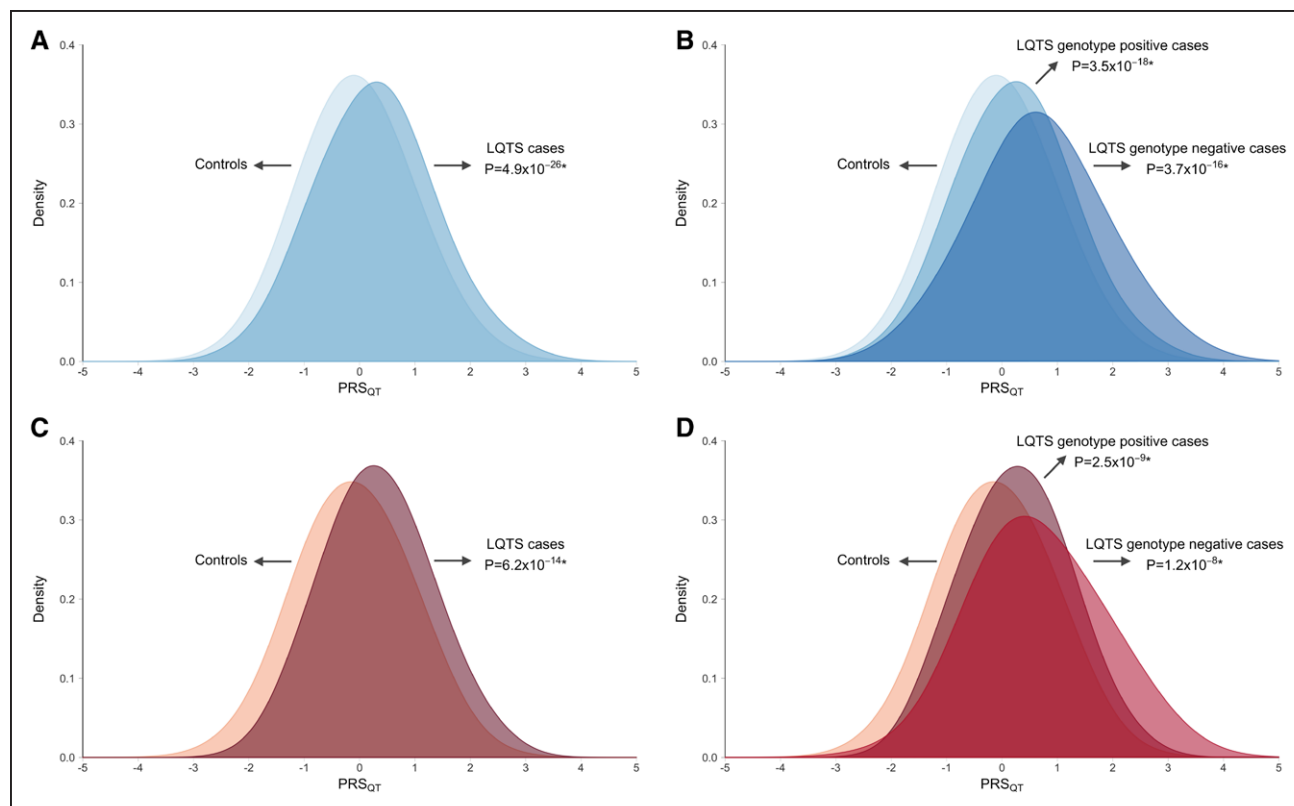 A
0.4
0.3
0.2
0.1
0.0
Density
Controls
LQTS cases
P=4.9x10⁻²⁶*
-5 -4 -3 -2 -1 0 1 2 3 4 5
PRS_QT
B
0.4
0.3
0.2
0.1
0.0
Density
LQTS genotype positive cases
P=3.5x10⁻¹⁸*
Controls
LQTS genotype negative cases
P=3.7x10⁻¹⁶*
-5 -4 -3 -2 -1 0 1 2 3 4 5
PRS_QT
C
0.4
0.3
0.2
0.1
0.0
Density
Controls
LQTS cases
P=6.2x10⁻¹⁴*
-5 -4 -3 -2 -1 0 1 2 3 4 5
PRS_QT
D
0.4
0.3
0.2
0.1
0.0
Density
LQTS genotype positive cases
P=2.5x10⁻⁹*
Controls
LQTS genotype negative cases
P=1.2x10⁻⁸*
-5 -4 -3 -2 -1 0 1 2 3 4 5
PRS_QT